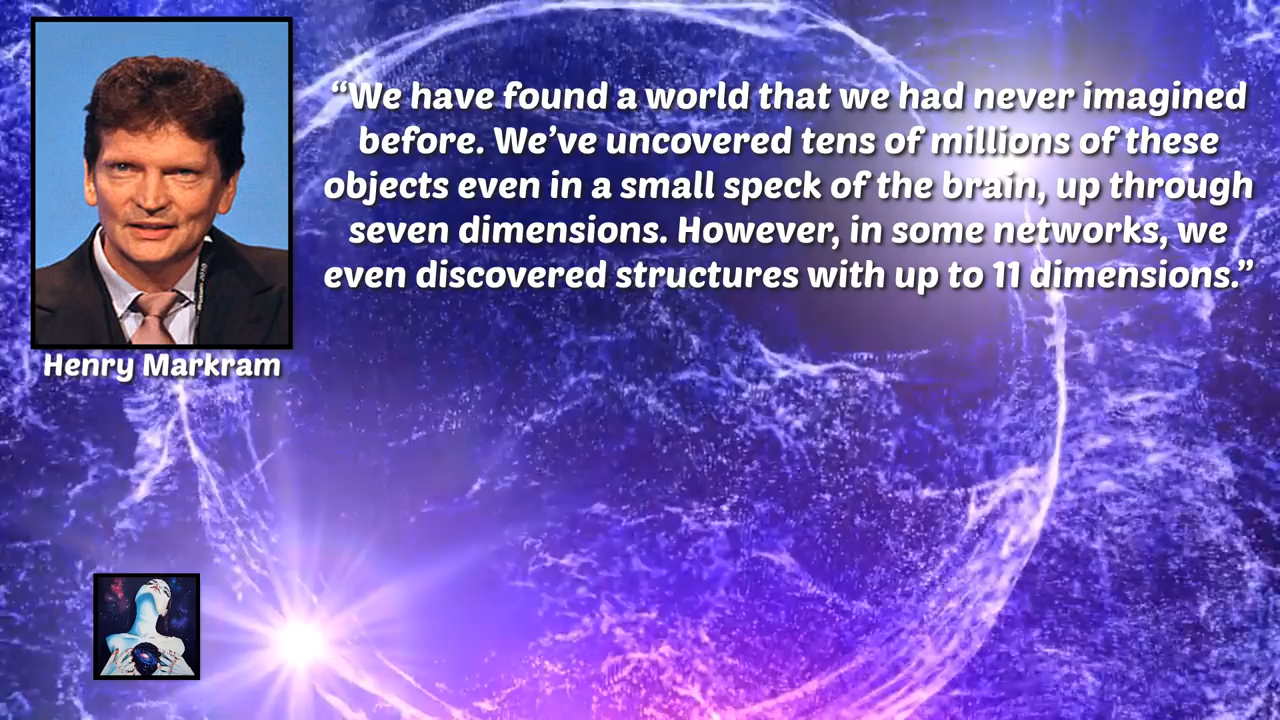 “We have found a world that we had never imagined
before. We’ve uncovered tens of millions of these
objects even in a small speck of the brain, up through
seven dimensions. However, in some networks, we
even discovered structures with up to 11 dimensions.”
Henry Markram